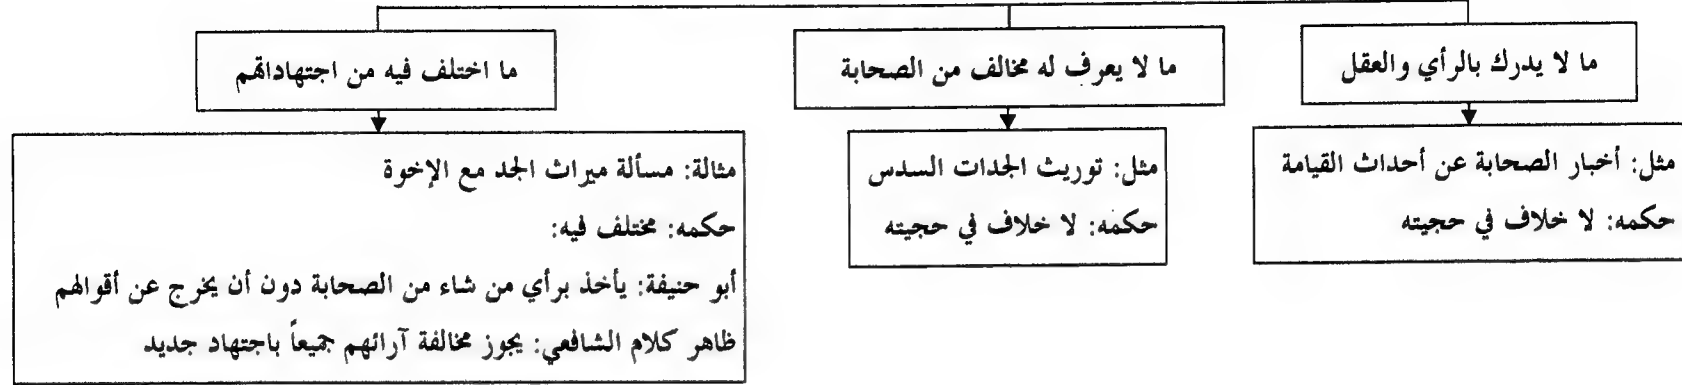 ما لا يدرك بالرأي والعقل
ما لا يعرف له مخالف من الصحابة
ما اختلف فيه من اجتهاداتهم
مثل: أخبار الصحابة عن أحداث القيامة
حكمه: لا خلاف في حجيته
مثل: توريث الجدات السدس
حكمه: لا خلاف في حجيته
مثالة: مسألة ميراث الجد مع الإخوة
حكمه: مختلف فيه:
أبو حنيفة: يأخذ برأي من شاء من الصحابة دون أن يخرج عن أقوالهم
ظاهر كلام الشافعي: يجوز مخالفة آرائهم جميعاً باجتهاد جديد